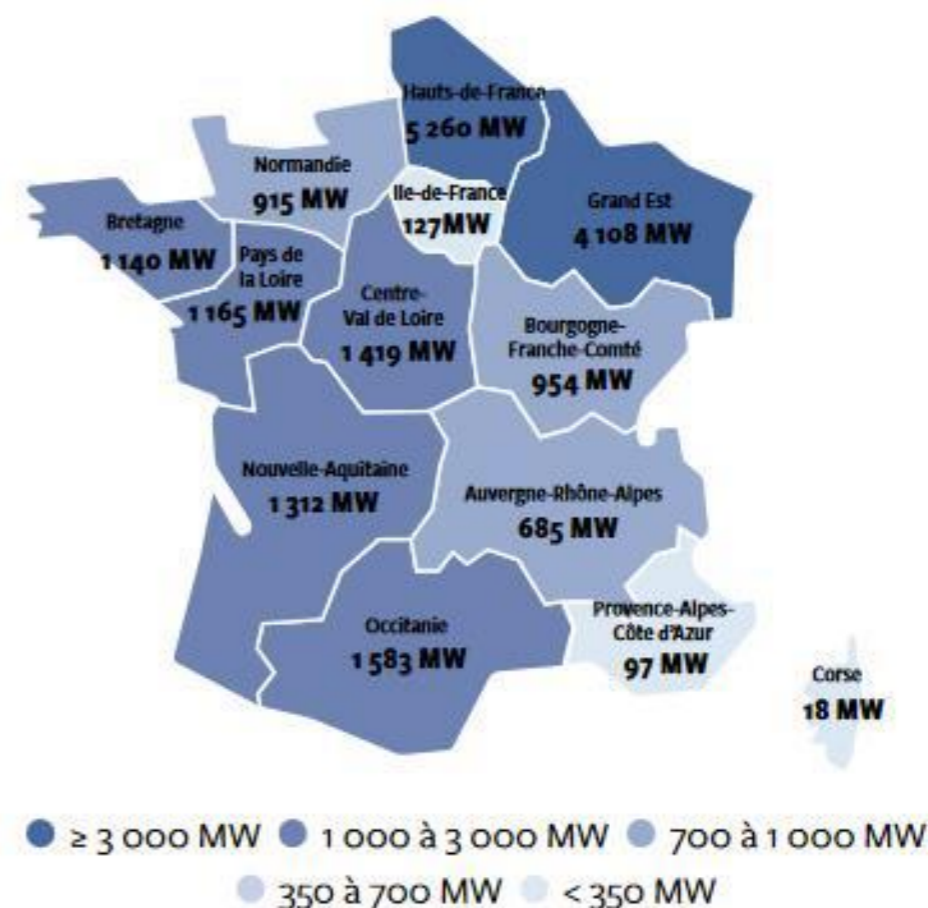 Hauts-de-France
5 260 MW
Normandie
915 MW
Ile-de-France
127MW
Grand Est
4 108 MW
Bretagne
1 140 MW
Pays de
la Loire
1 165 MW
Centre-
Val de Loire
1 419 MW
Bourgogne-
Franche-Comté
954 MW
Nouvelle-Aquitaine
1 312 MW
Auvergne-Rhône-Alpes
685 MW
Occitanie
1 583 MW
Provence-Alpes-
Côte d'Azur
97 MW
Corse
18 MW
≥ 3 000 MW 1 000 à 3 000 MW 700 à 1 000 MW
350 à 700 MW < 350 MW